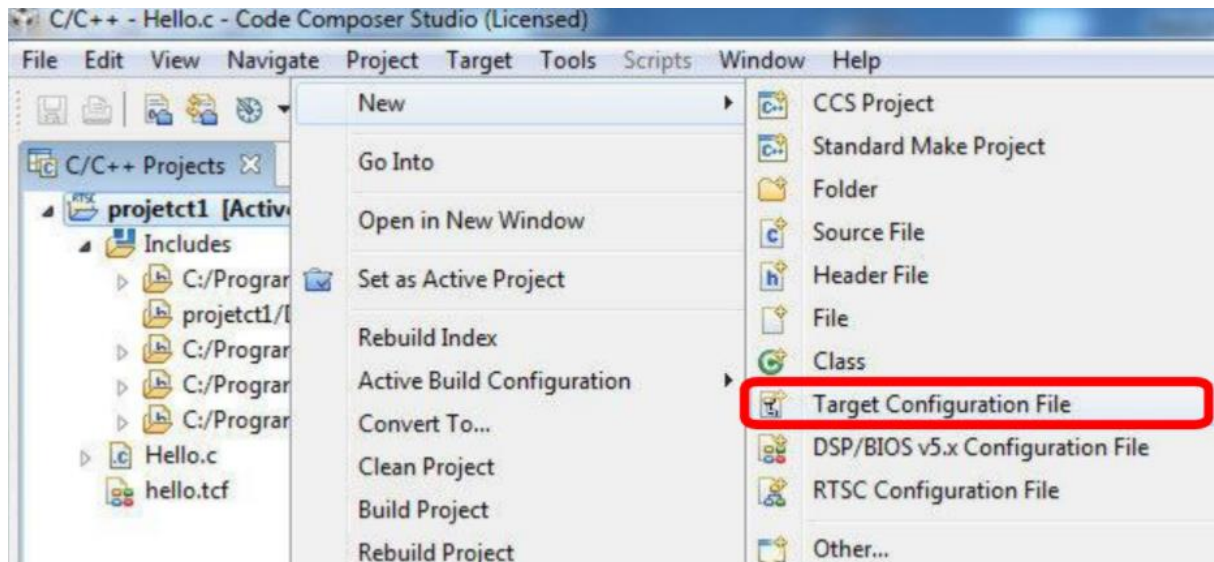 C/C++ - Hello.c - Code Composer Studio (Licensed)
File Edit View Navigate Project Target Tools Scripts Window Help
C/C++ Projects
projetct1 [Active
Includes
C:/Prograr
projetct1/
C:/Prograr
C:/Prograr
C:/Prograr
Hello.c
hello.tcf
New
Go Into
Open in New Window
Set as Active Project
Rebuild Index
Active Build Configuration
Convert To...
Clean Project
Build Project
Rebuild Project
CCS Project
Standard Make Project
Folder
Source File
Header File
File
Class
Target Configuration File
DSP/BIOS v5.x Configuration File
RTSC Configuration File
Other...